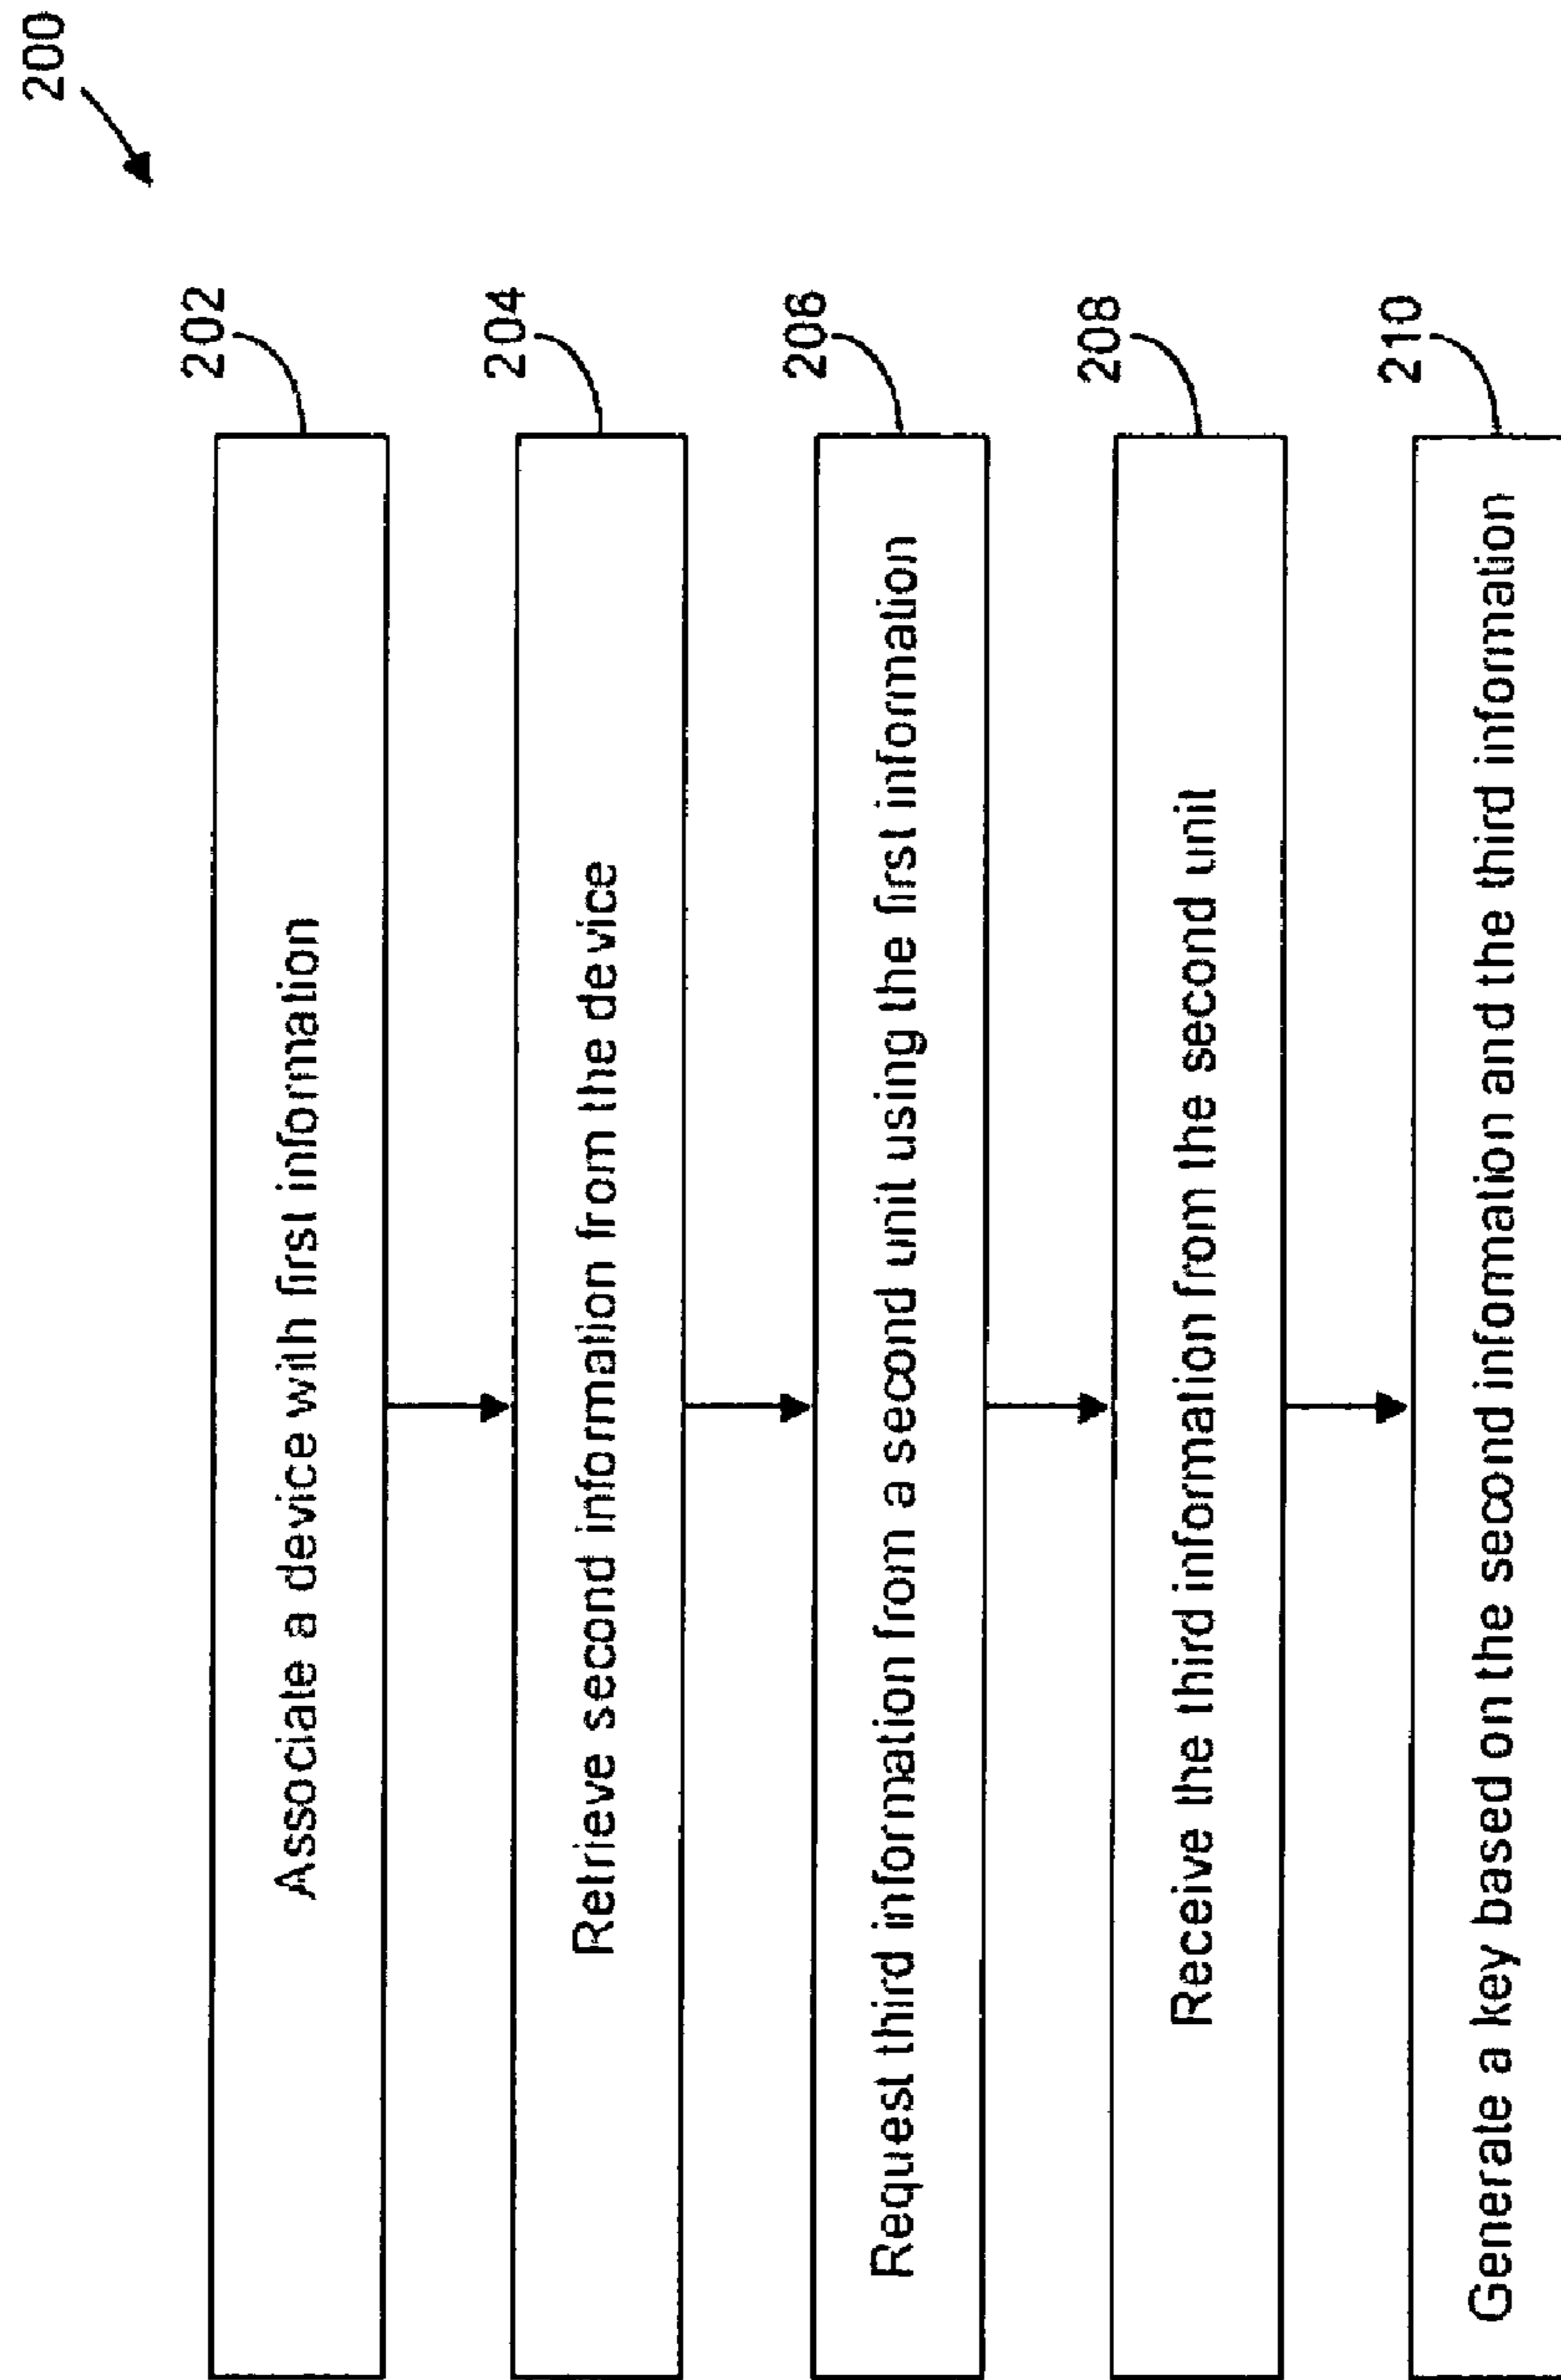 200
202
Associate a device with first information
204
Retrieve second information from the device
206
Request third information from a second unit using the first information
208
Receive the third information from the second unit
210
Generate a key based on the second information and the third information